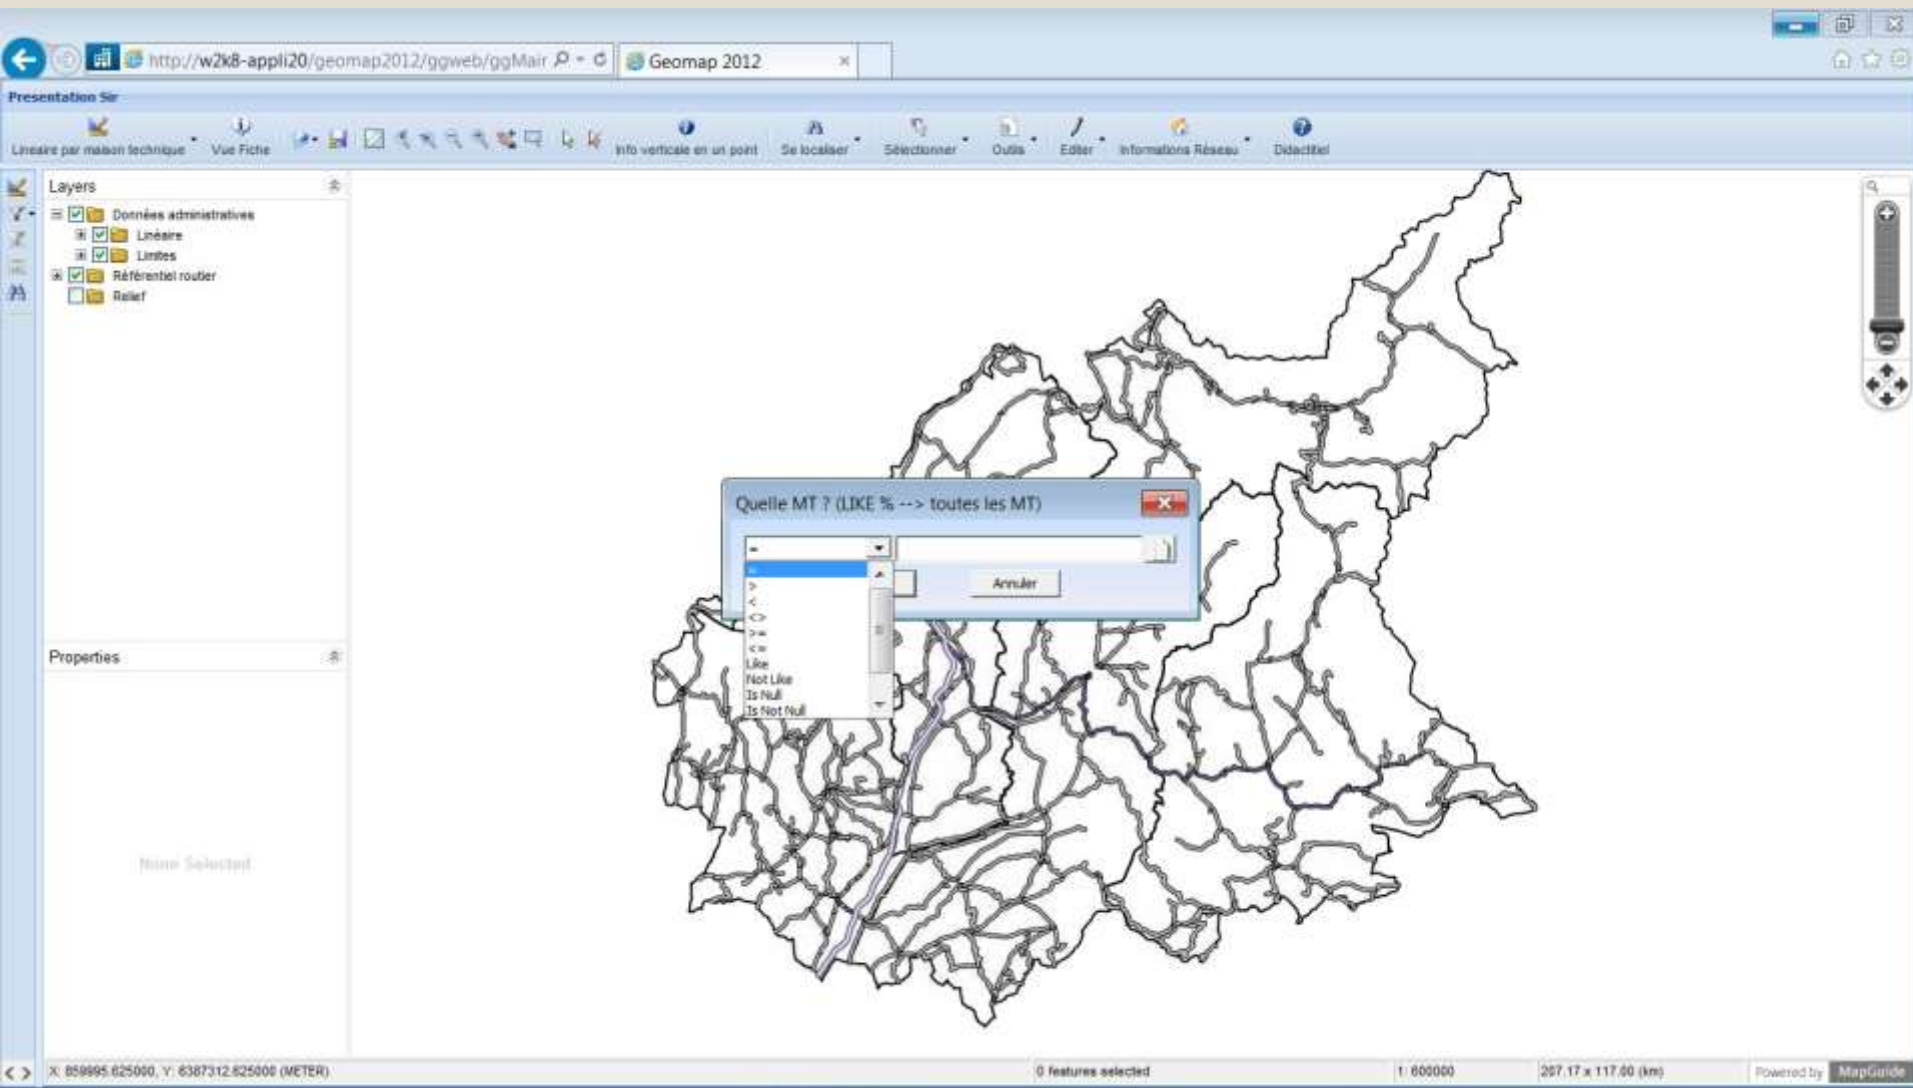 http://w2k8-appli20/geomap2012/ggweb/ggMair
Geomap 2012
Presentation Sir
Lineaire par maison technique
Vue Fiche
Info verticale en un point
Se localiser
Sélectionner
Outils
Editer
Informations Réseau
Didactitiel
Layers
Données administratives
Linéaire
Limites
Référentiel routier
Relief
Quelle MT ? (LIKE % --> toutes les MT)
=
=
>
<
<>
>=
<=
Like
Not Like
Is Null
Is Not Null
Annuler
Properties
None Selected
X: 859995.625000, Y: 6387312.625000 (METER)
0 features selected
1: 600000
207.17 x 117.00 (km)
Powered by MapGuide